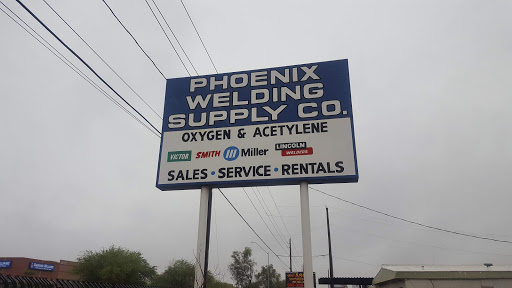 PHOENIX
WELDING
SUPPLY CO.
OXYGEN & ACETYLENE
VICTOR SMITH Miller LINCOLN WELDERS
SALES · SERVICE · RENTALS